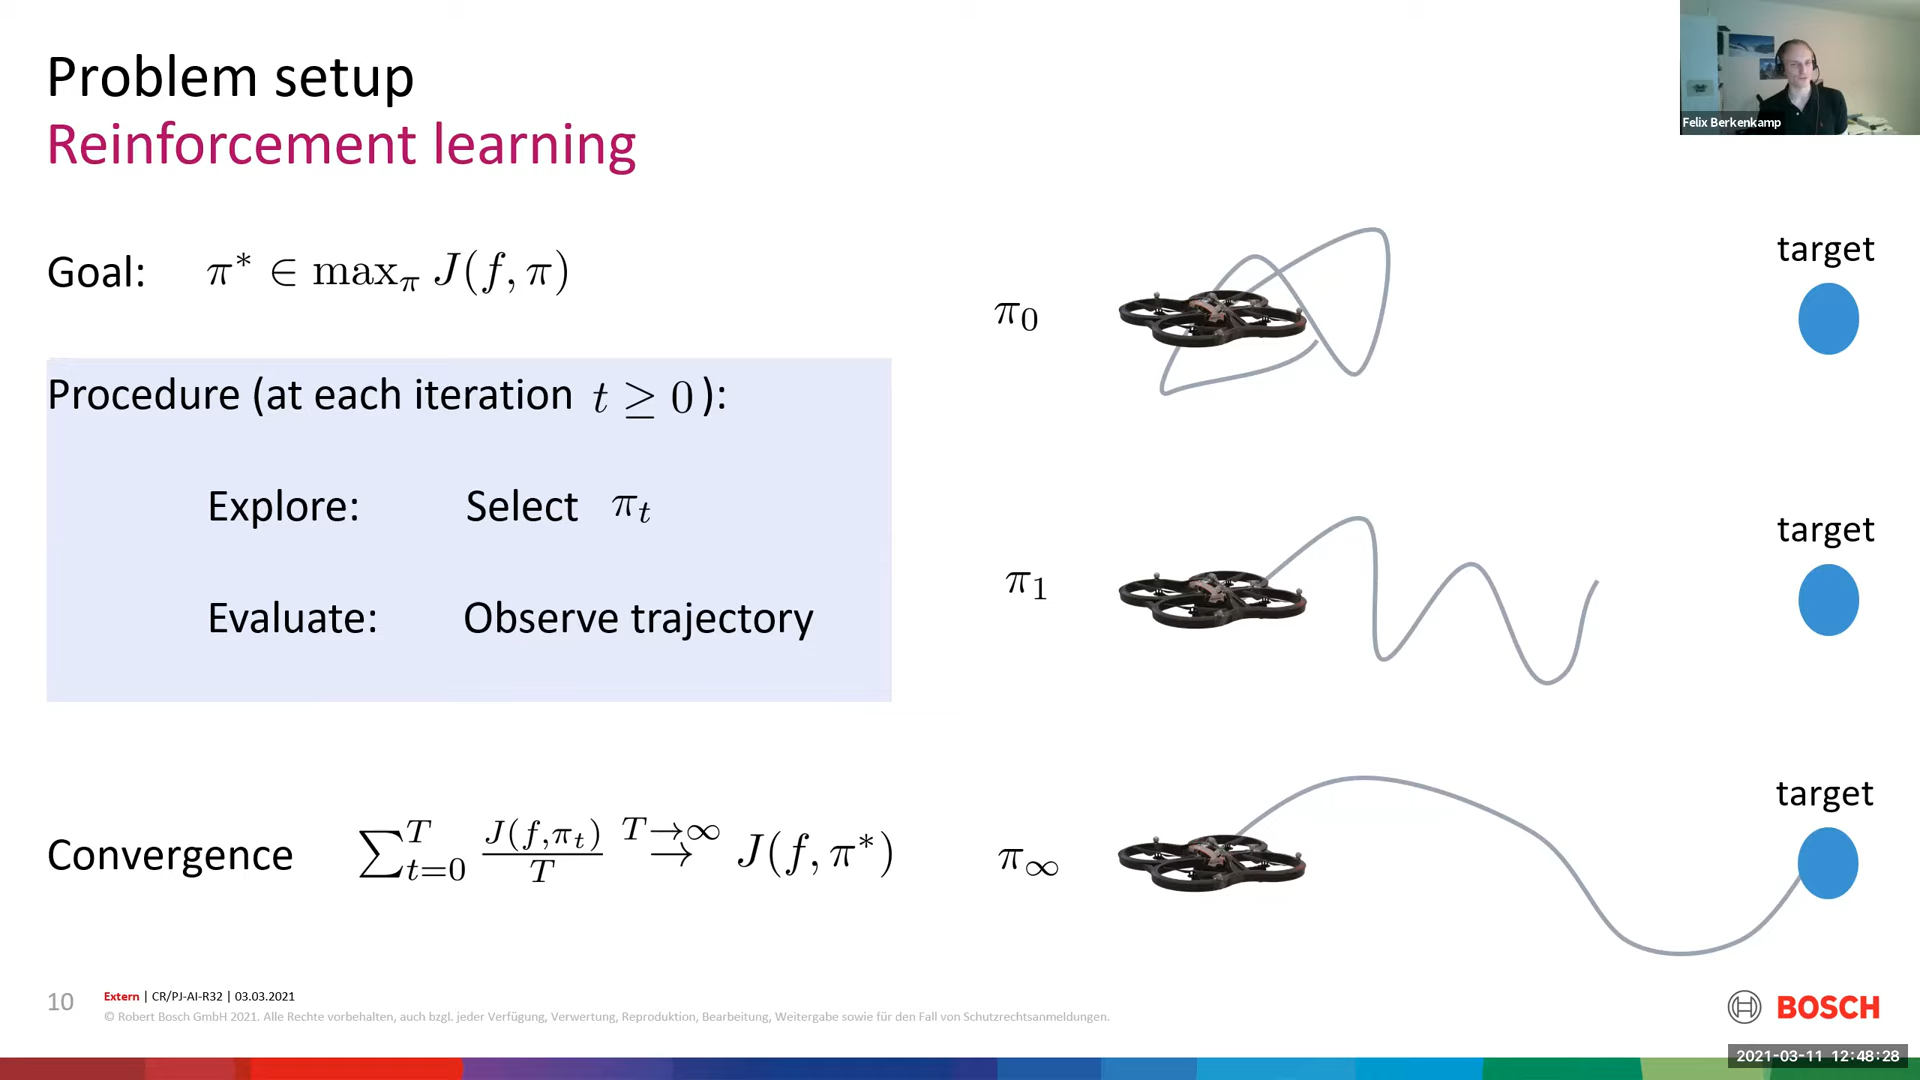 Problem setup
Reinforcement learning
Felix Berkenkamp
Goal: π* ∈ max_π J(f, π)
Procedure (at each iteration t ≥ 0):
Explore: Select π_t
Evaluate: Observe trajectory
Convergence ∑_{t=0}^{T} J(f,π_t)/T →^{T→∞} J(f, π*)
π_0
target
π_1
target
π_∞
target
10
Extern | CR/PJ-AI-R32 | 03.03.2021
© Robert Bosch GmbH 2021. Alle Rechte vorbehalten, auch bzgl. jeder Verfügung, Verwertung, Reproduktion, Bearbeitung, Weitergabe sowie für den Fall von Schutzrechtsanmeldungen.
BOSCH
2021-03-11 12:48:28